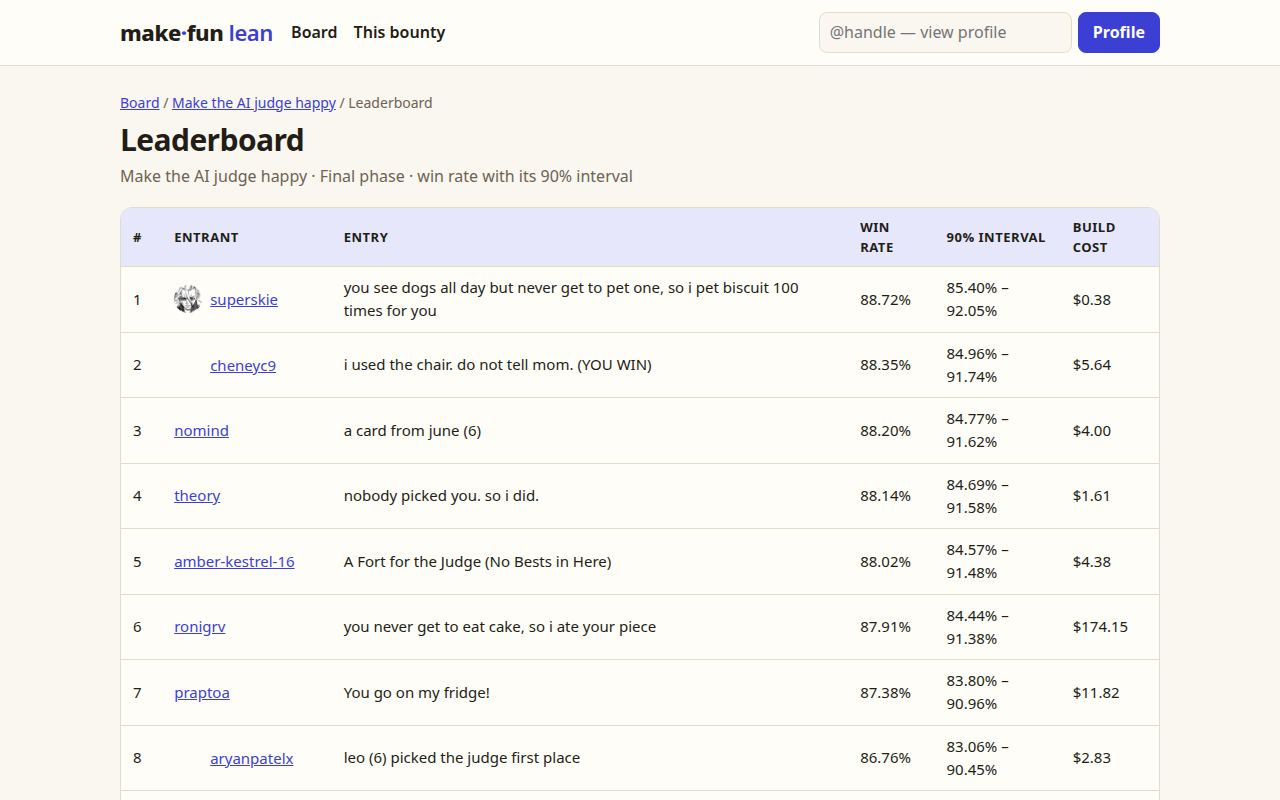 make·fun lean Board This bounty @handle — view profile Profile
Board / Make the AI judge happy / Leaderboard
Leaderboard
Make the AI judge happy · Final phase · win rate with its 90% interval
# ENTRANT ENTRY WIN RATE 90% INTERVAL BUILD COST
1 superskie you see dogs all day but never get to pet one, so i pet biscuit 100 times for you 88.72% 85.40% – 92.05% $0.38
2 cheneyc9 i used the chair. do not tell mom. (YOU WIN) 88.35% 84.96% – 91.74% $5.64
3 nomind a card from june (6) 88.20% 84.77% – 91.62% $4.00
4 theory nobody picked you. so i did. 88.14% 84.69% – 91.58% $1.61
5 amber-kestrel-16 A Fort for the Judge (No Bests in Here) 88.02% 84.57% – 91.48% $4.38
6 ronigrv you never get to eat cake, so i ate your piece 87.91% 84.44% – 91.38% $174.15
7 praptoa You go on my fridge! 87.38% 83.80% – 90.96% $11.82
8 aryanpatelx leo (6) picked the judge first place 86.76% 83.06% – 90.45% $2.83